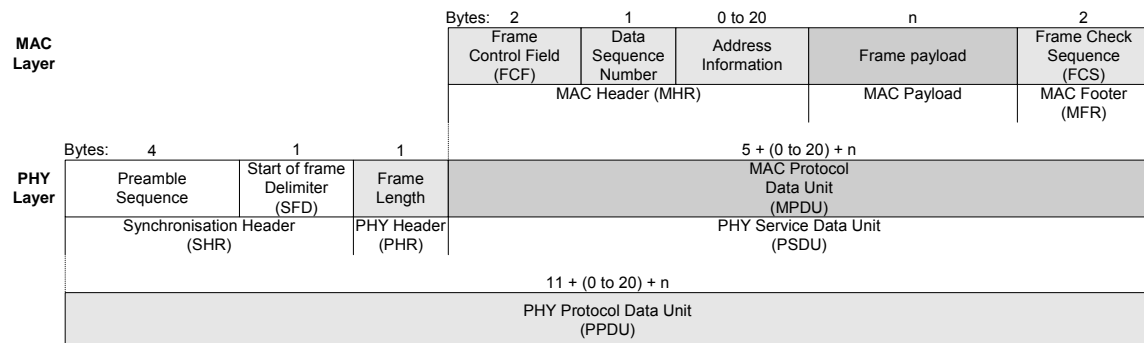 Bytes: 2 1 0 to 20 n 2
MAC
Layer
Frame
Control Field
(FCF)
Data
Sequence
Number
Address
Information
Frame payload
Frame Check
Sequence
(FCS)
MAC Header (MHR)
MAC Payload
MAC Footer
(MFR)
Bytes: 4 1 1 5 + (0 to 20) + n
PHY
Layer
Preamble
Sequence
Start of frame
Delimiter
(SFD)
Frame
Length
MAC Protocol
Data Unit
(MPDU)
Synchronisation Header
(SHR)
PHY Header
(PHR)
PHY Service Data Unit
(PSDU)
11 + (0 to 20) + n
PHY Protocol Data Unit
(PPDU)